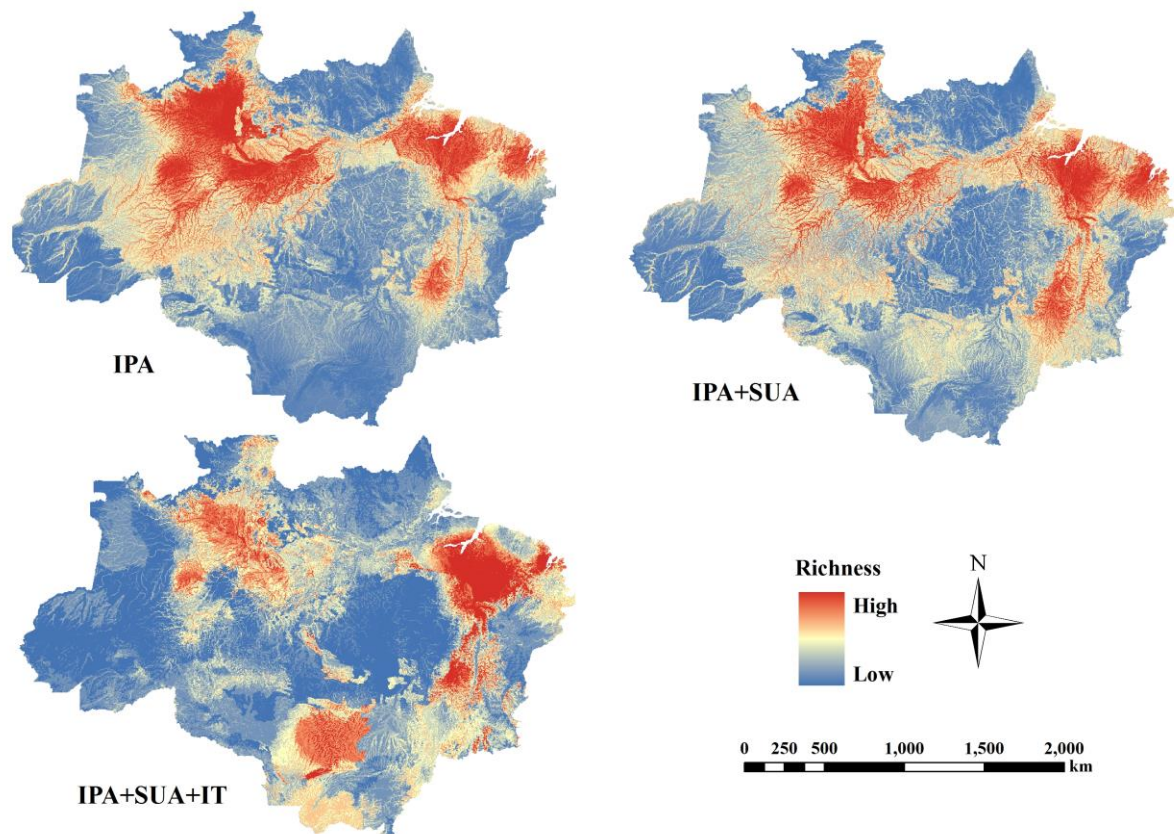 IPA
IPA+SUA
IPA+SUA+IT
Richness
High
Low
N
0 250 500 1,000 1,500 2,000
km